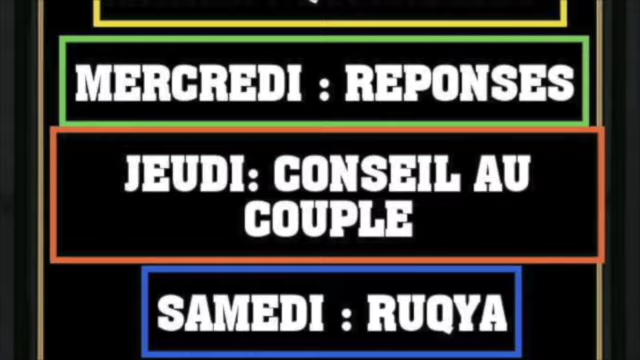 MERCREDI : REPONSES
JEUDI: CONSEIL AU
COUPLE
SAMEDI : RUQYA